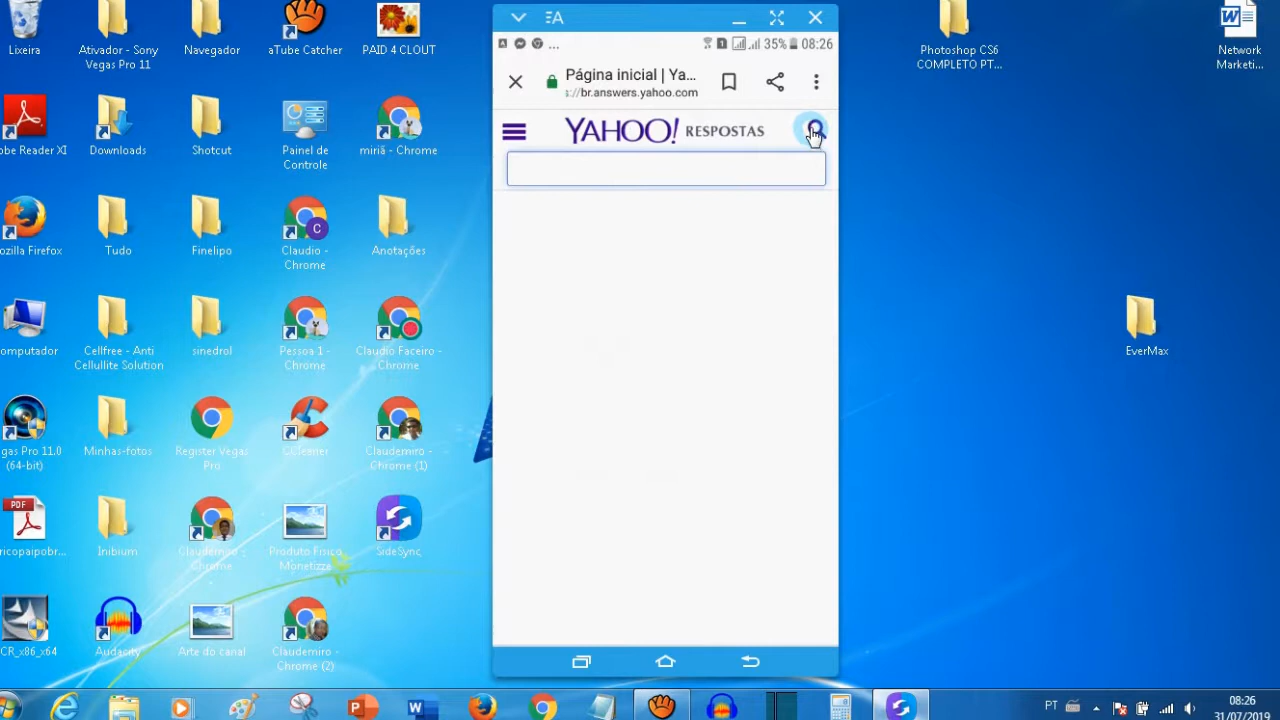 Lixeira
Ativador - Sony
Vegas Pro 11
Navegador
aTube Catcher
PAID 4 CLOUT
obe Reader XI
Downloads
Shotcut
Painel de
Controle
miriã - Chrome
ozilla Firefox
Tudo
Finelipo
Claudio -
Chrome
Anotações
omputador
Cellfree - Anti
Cellullite Solution
sinedrol
Pessoa 1 -
Chrome
Claudio Faceiro -
Chrome
gas Pro 11.0
(64-bit)
Minhas-fotos
Register Vegas
Pro
CCleaner
Claudemiro -
Chrome (1)
PDF
ricopaipobr...
Inibium
Claudemiro -
Chrome
Produto Físico
Monetizze
SideSync
CR_x86_x64
Audacity
Arte do canal
Claudemiro -
Chrome (2)
35% 08:26
Página inicial | Ya...
://br.answers.yahoo.com
YAHOO! RESPOSTAS
Photoshop CS6
COMPLETO PT...
Network
Marketi...
EverMax
PT
08:26
31/07/2019